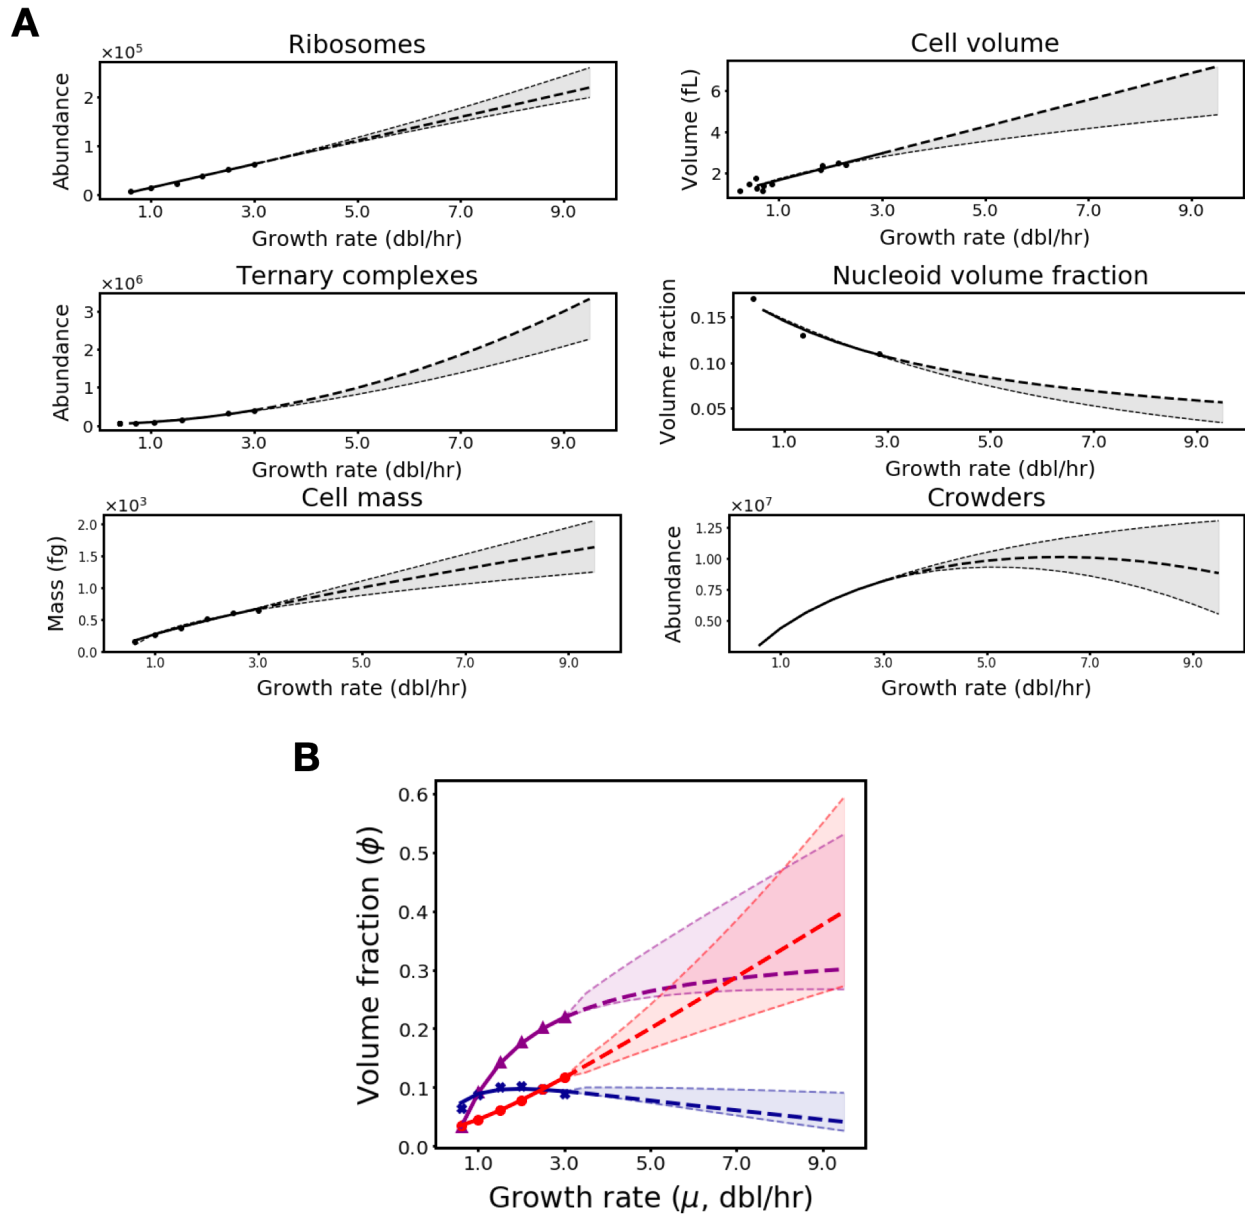 A
Ribosomes
×10⁵
Abundance
2
1
0
1.0 3.0 5.0 7.0 9.0
Growth rate (dbl/hr)
Cell volume
Volume (fL)
6
4
2
1.0 3.0 5.0 7.0 9.0
Growth rate (dbl/hr)
Ternary complexes
×10⁶
Abundance
3
2
1
0
1.0 3.0 5.0 7.0 9.0
Growth rate (dbl/hr)
Nucleoid volume fraction
Volume fraction
0.15
0.10
0.05
1.0 3.0 5.0 7.0 9.0
Growth rate (dbl/hr)
Cell mass
×10³
Mass (fg)
2.0
1.5
1.0
0.5
0.0
1.0 3.0 5.0 7.0 9.0
Growth rate (dbl/hr)
Crowders
×10⁷
Abundance
1.25
1.00
0.75
0.50
1.0 3.0 5.0 7.0 9.0
Growth rate (dbl/hr)
B
Volume fraction (ϕ)
0.6
0.5
0.4
0.3
0.2
0.1
0.0
1.0 3.0 5.0 7.0 9.0
Growth rate (μ, dbl/hr)